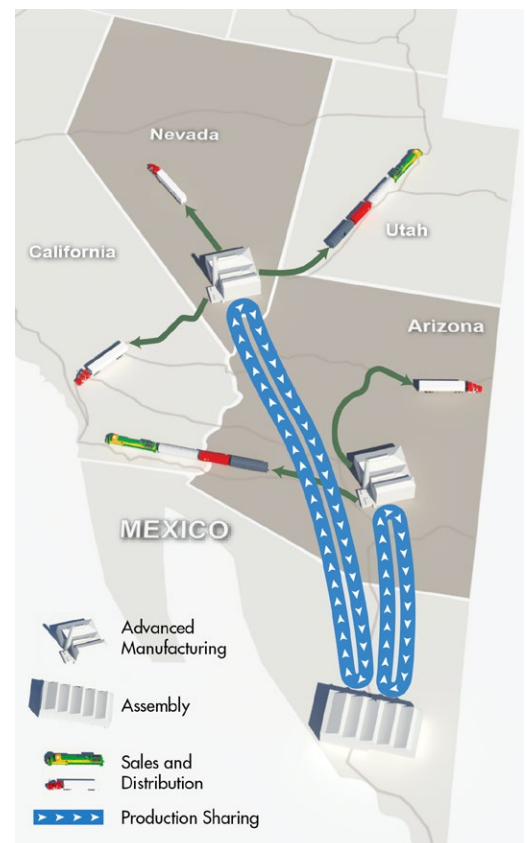 Nevada
Utah
California
Arizona
MEXICO
Advanced
Manufacturing
Assembly
Sales and
Distribution
Production Sharing